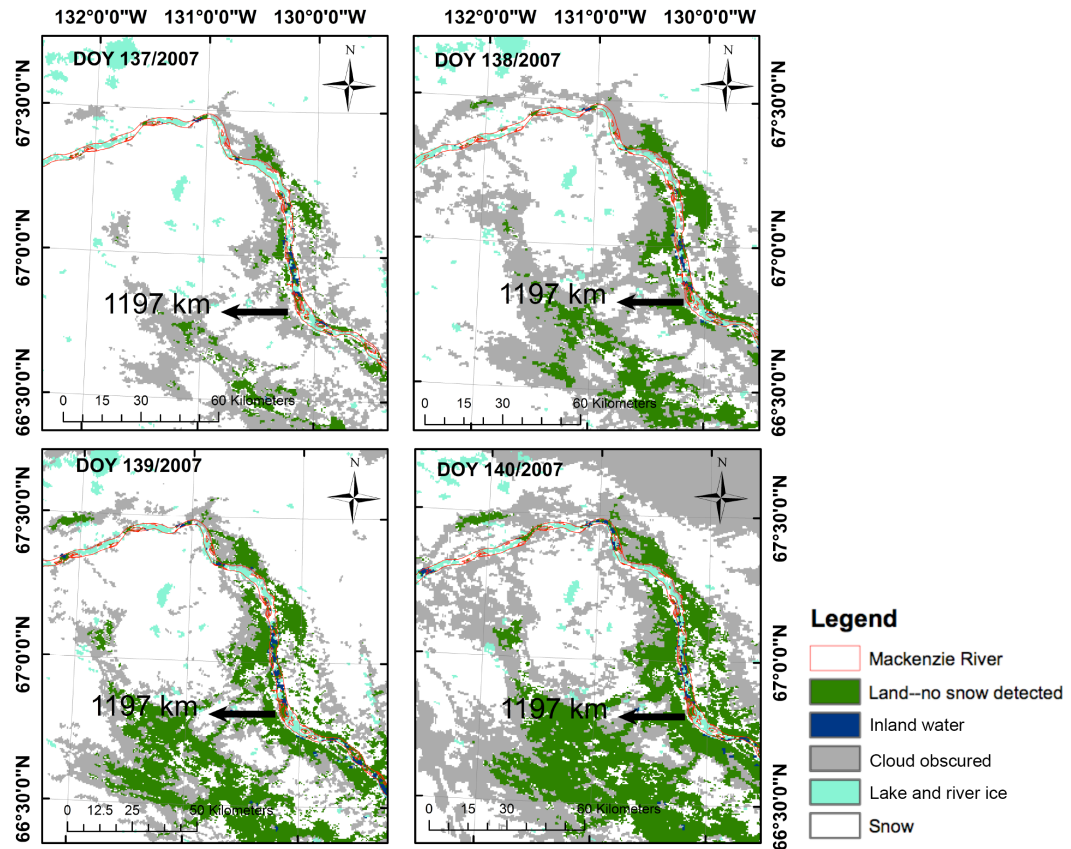 132°0'0"W 131°0'0"W 130°0'0"W 132°0'0"W 131°0'0"W 130°0'0"W
DOY 137/2007
N
1197 km
0 15 30 60 Kilometers
67°30'0"N
67°0'0"N
66°30'0"N
DOY 138/2007
N
1197 km
0 15 30 60 Kilometers
67°30'0"N
67°0'0"N
66°30'0"N
DOY 139/2007
N
1197 km
0 12.5 25 50 Kilometers
67°30'0"N
67°0'0"N
66°30'0"N
DOY 140/2007
N
1197 km
0 15 30 60 Kilometers
67°30'0"N
67°0'0"N
66°30'0"N
Legend
Mackenzie River
Land--no snow detected
Inland water
Cloud obscured
Lake and river ice
Snow